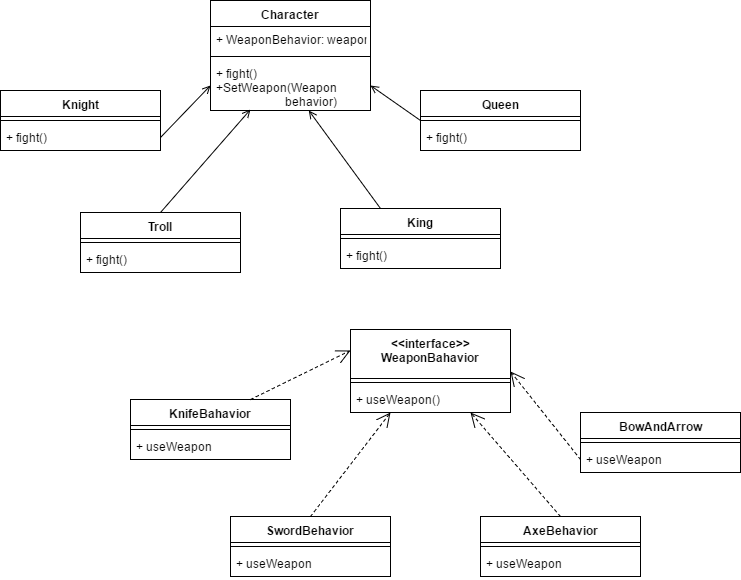 Character
+ WeaponBehavior: weapon
+ fight()
+SetWeapon(Weapon
behavior)
Knight
+ fight()
Queen
+ fight()
Troll
+ fight()
King
+ fight()
<<interface>>
WeaponBahavior
+ useWeapon()
KnifeBahavior
+ useWeapon
BowAndArrow
+ useWeapon
SwordBehavior
+ useWeapon
AxeBehavior
+ useWeapon